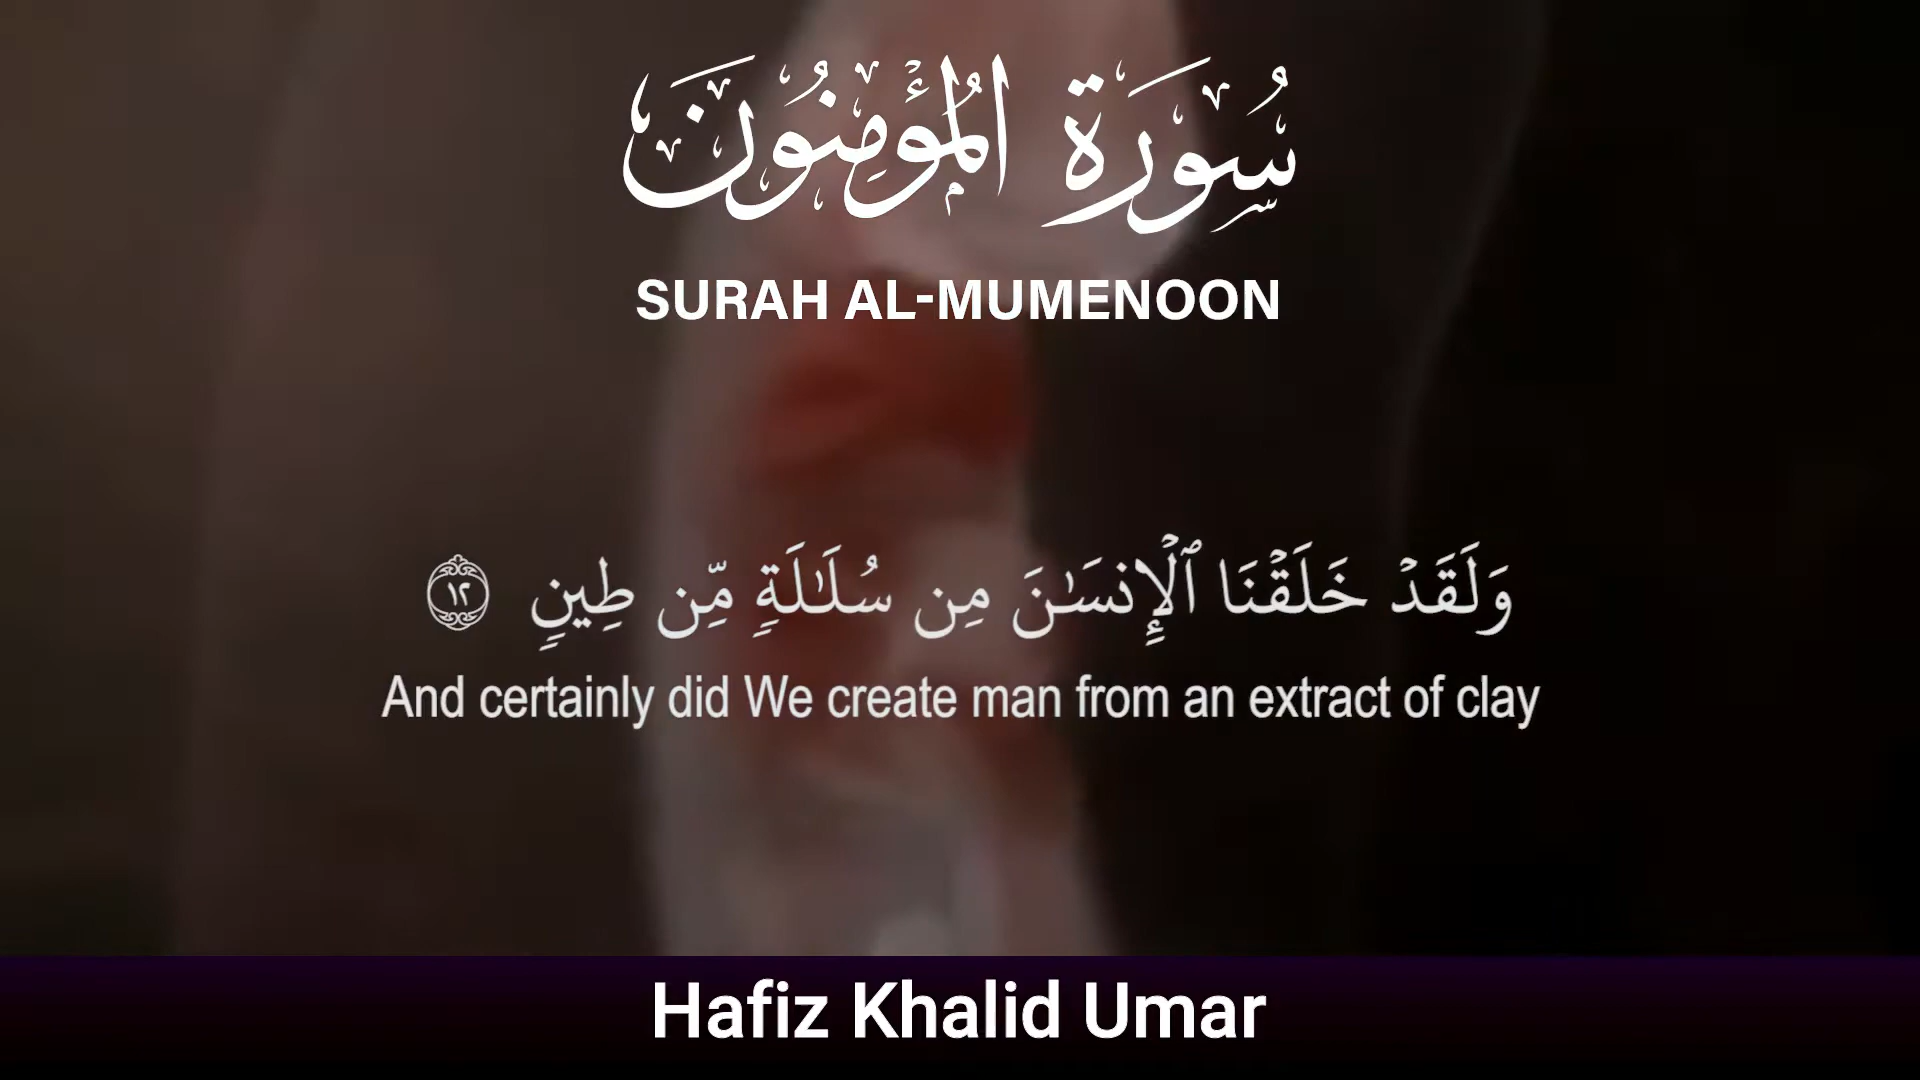 سُورَةُ المُؤْمِنُونَ
SURAH AL-MUMENOON
وَلَقَدْ خَلَقْنَا ٱلْإِنسَـٰنَ مِن سُلَـٰلَةٍ مِّن طِينٍ ١٢
And certainly did We create man from an extract of clay
Hafiz Khalid Umar